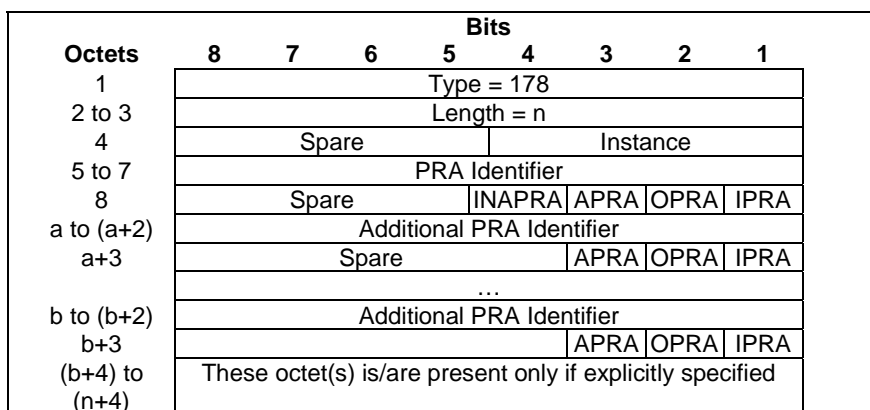 Bits
Octets 8 7 6 5 4 3 2 1
1 Type = 178
2 to 3 Length = n
4 Spare Instance
5 to 7 PRA Identifier
8 Spare INAPRA APRA OPRA IPRA
a to (a+2) Additional PRA Identifier
a+3 Spare APRA OPRA IPRA
…
b to (b+2) Additional PRA Identifier
b+3 APRA OPRA IPRA
(b+4) to These octet(s) is/are present only if explicitly specified
(n+4)